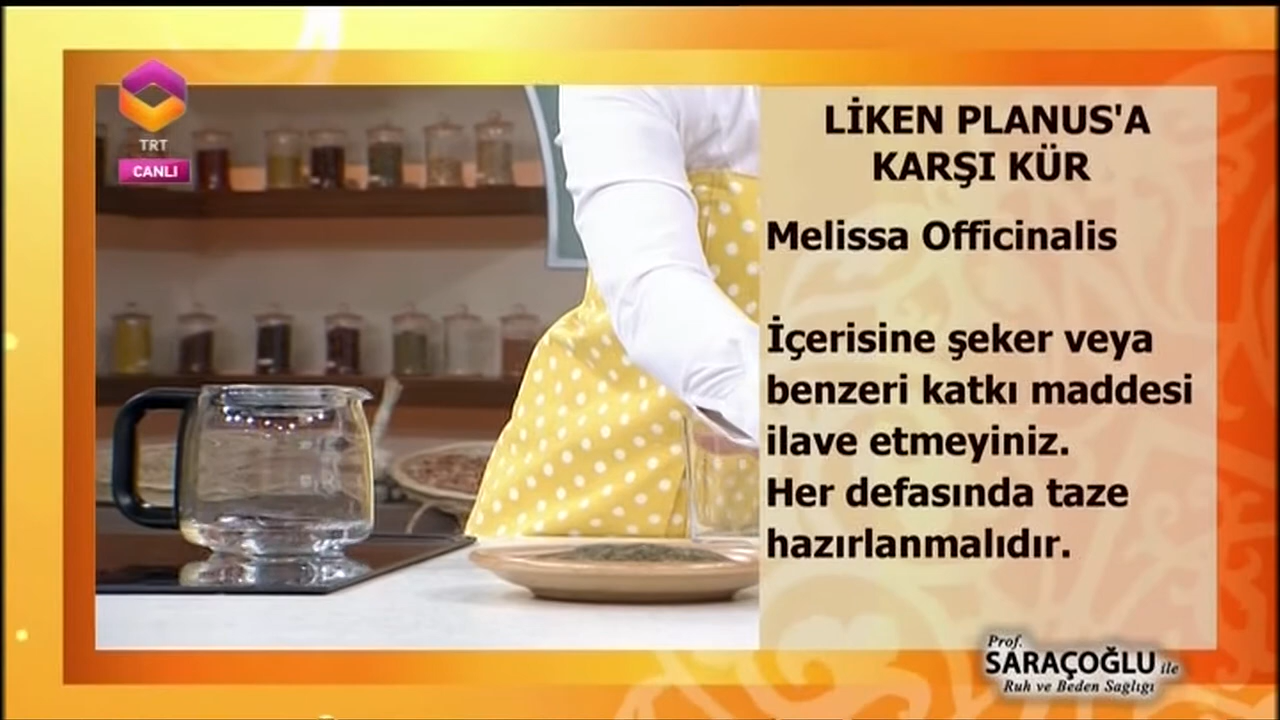 TRT
CANLI
LİKEN PLANUS'A
KARŞI KÜR
Melissa Officinalis
İçerisine şeker veya
benzeri katkı maddesi
ilave etmeyiniz.
Her defasında taze
hazırlanmalıdır.
Prof.
SARAÇOĞLU ile
Ruh ve Beden Sağlığı